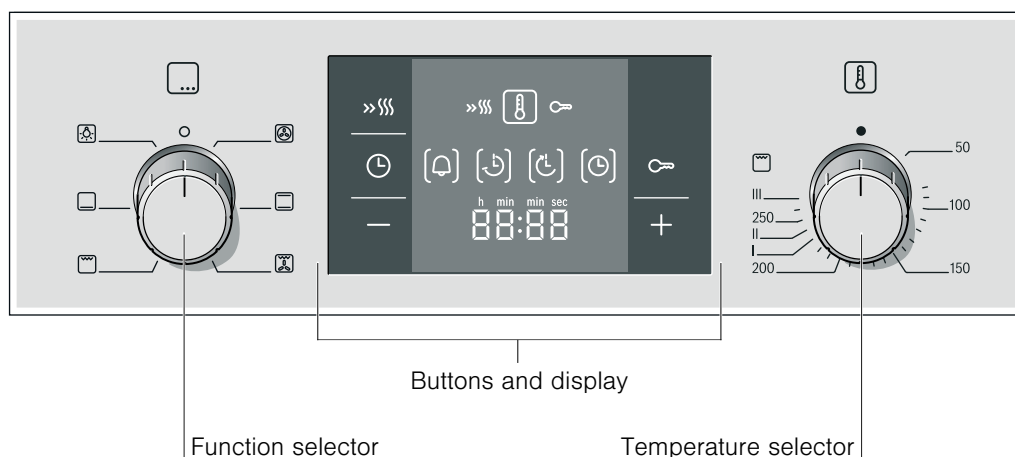 50
h min min sec
III
100
250
88:88
II
I
200
150
Buttons and display
Function selector
Temperature selector